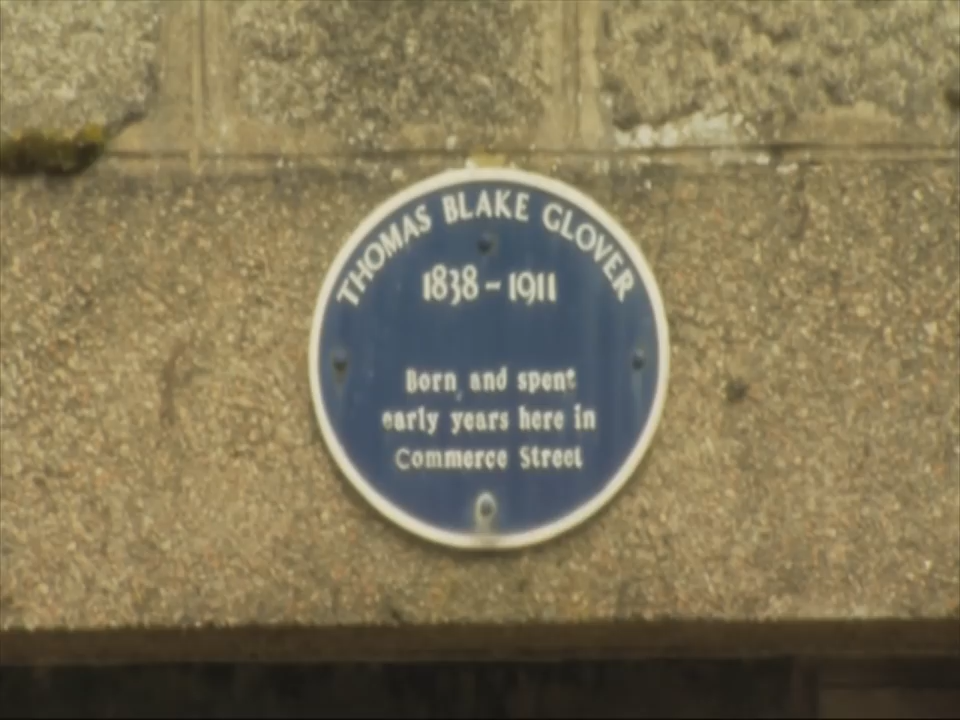 THOMAS BLAKE GLOVER
1838 - 1911
Born and spent
early years here in
Commerce Street